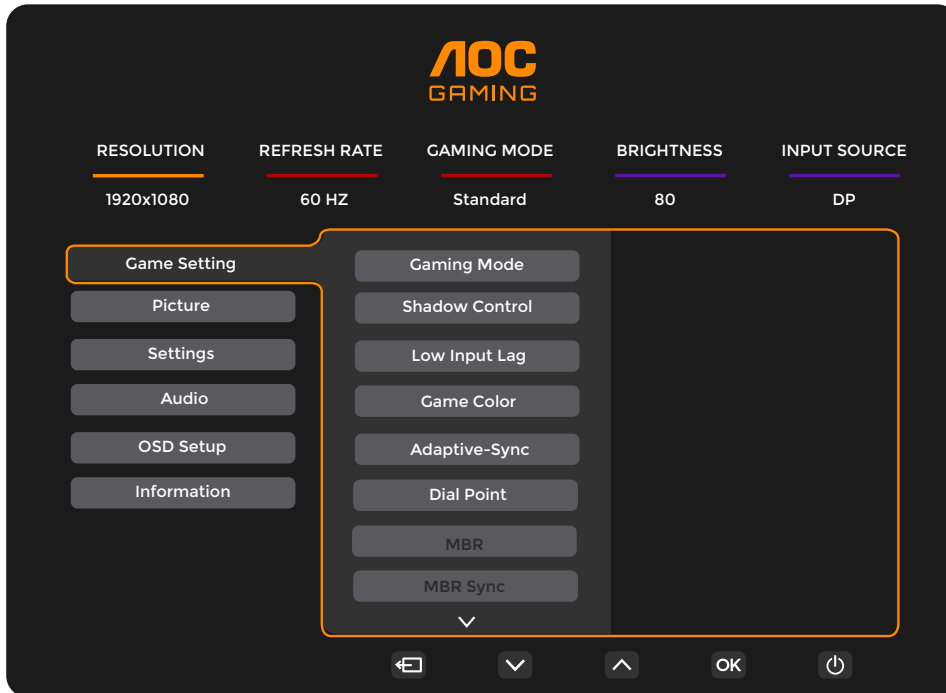 AOC
GAMING
RESOLUTION REFRESH RATE GAMING MODE BRIGHTNESS INPUT SOURCE
1920x1080 60 HZ Standard 80 DP
Game Setting
Picture
Settings
Audio
OSD Setup
Information
Gaming Mode
Shadow Control
Low Input Lag
Game Color
Adaptive-Sync
Dial Point
MBR
MBR Sync
OK